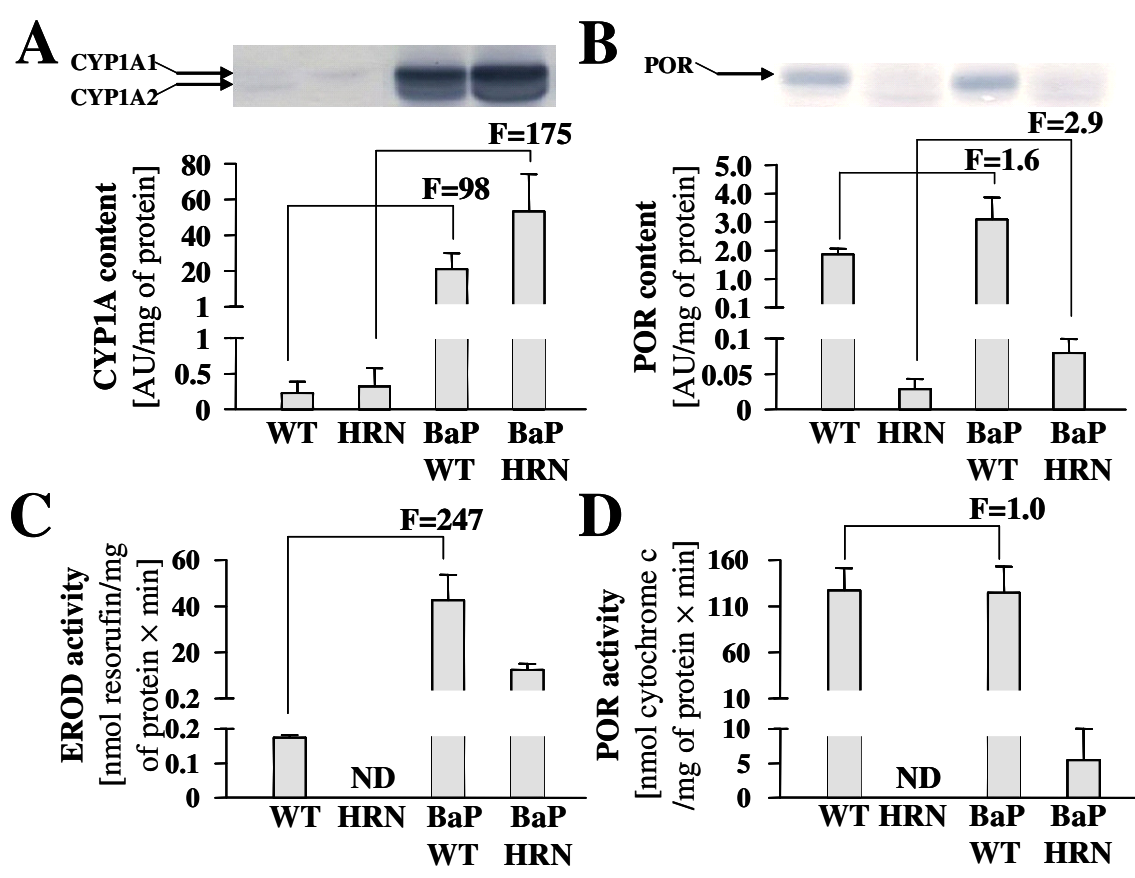 A
CYP1A1
CYP1A2
F=175
F=98
CYP1A content
[AU/mg of protein]
80
60
40
20
1
1
0.5
0
WT
HRN
BaP
WT
BaP
HRN
B
POR
F=2.9
F=1.6
POR content
[AU/mg of protein]
5.0
4.0
3.0
2.0
1.0
0.1
0.1
0.05
0
WT
HRN
BaP
WT
BaP
HRN
C
F=247
EROD activity
[nmol resorufin/mg
of protein × min]
60
40
20
0.2
0.2
0.1
0
ND
WT
HRN
BaP
WT
BaP
HRN
D
F=1.0
POR activity
[nmol cytochrome c
/mg of protein × min]
160
110
60
10
10
5
0
ND
WT
HRN
BaP
WT
BaP
HRN